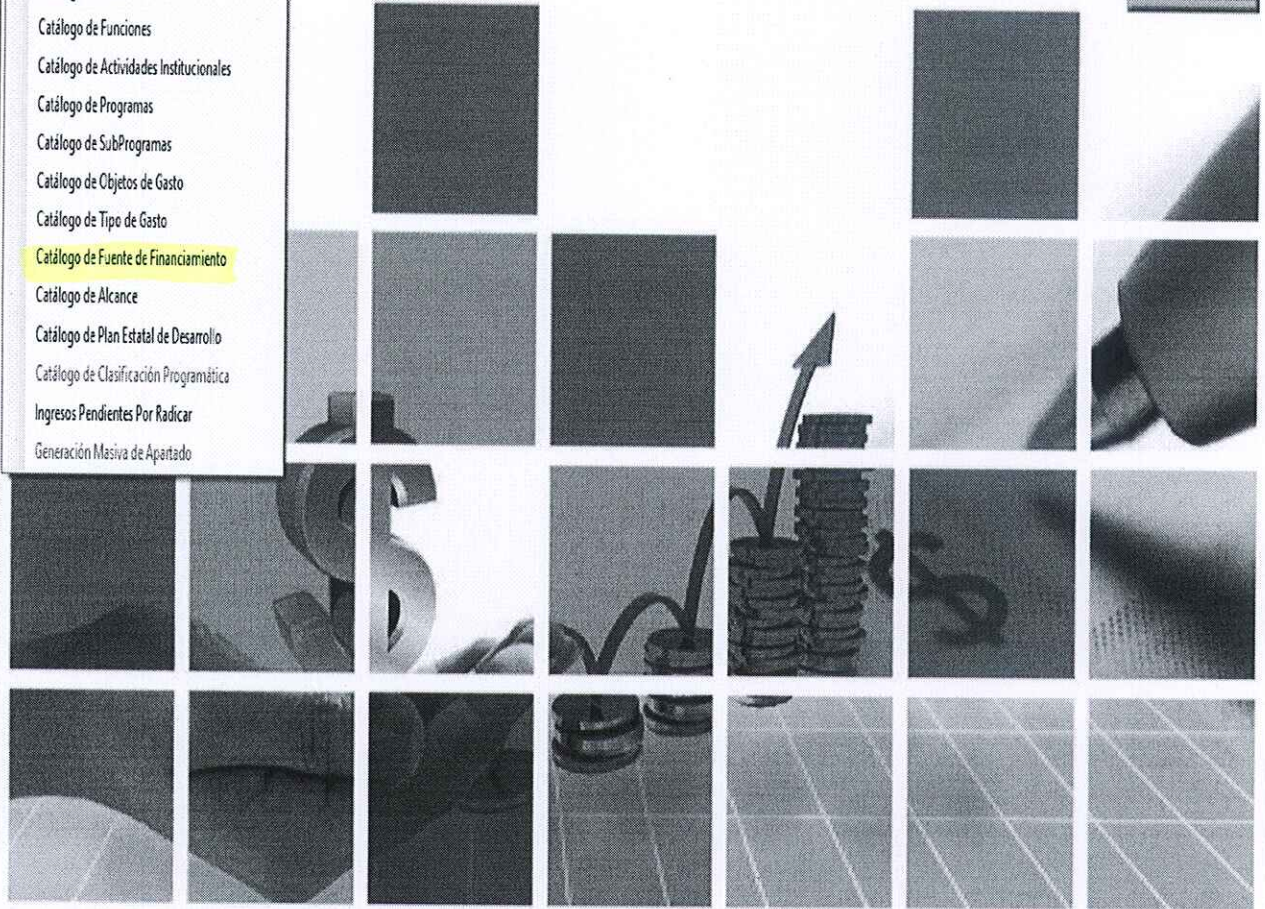 Catálogo de Funciones
Catálogo de Actividades Institucionales
Catálogo de Programas
Catálogo de SubProgramas
Catálogo de Objetos de Gasto
Catálogo de Tipo de Gasto
Catálogo de Fuente de Financiamiento
Catálogo de Alcance
Catálogo de Plan Estatal de Desarrollo
Catálogo de Clasificación Programática
Ingresos Pendientes Por Radicar
Generación Masiva de Apartado